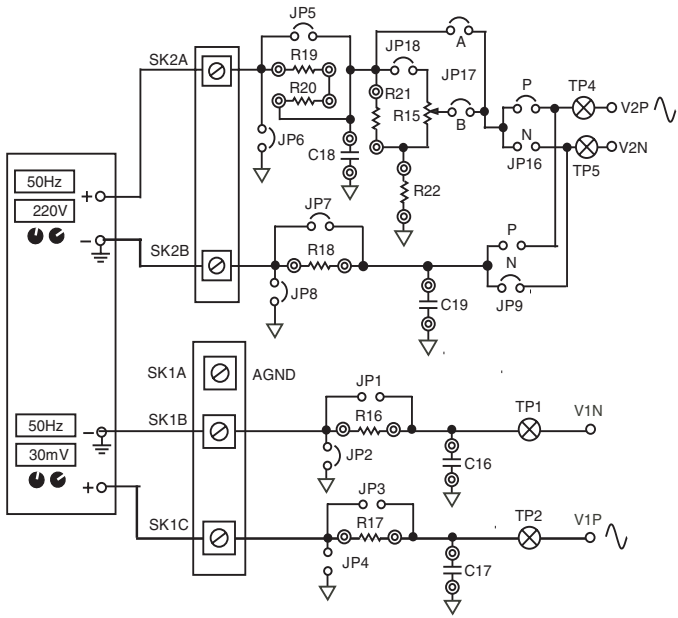 JP5
SK2A
R19
A
JP18
JP17
R20
R21
P
TP4
V2P
R15
B
JP6
N
V2N
C18
JP16
TP5
50Hz
+
220V
R22
JP7
–
SK2B
R18
P
N
JP8
C19
JP9
SK1A
AGND
JP1
50Hz
–
SK1B
R16
TP1
V1N
30mV
JP2
C16
+
JP3
SK1C
R17
TP2
V1P
JP4
C17